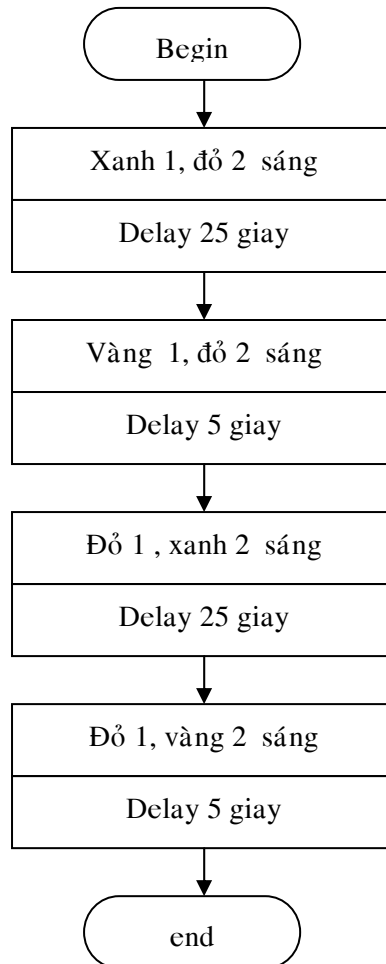 Begin
Xanh 1, đỏ 2 sáng
Delay 25 giay
Vàng 1, đỏ 2 sáng
Delay 5 giay
Đỏ 1 , xanh 2 sáng
Delay 25 giay
Đỏ 1, vàng 2 sáng
Delay 5 giay
end